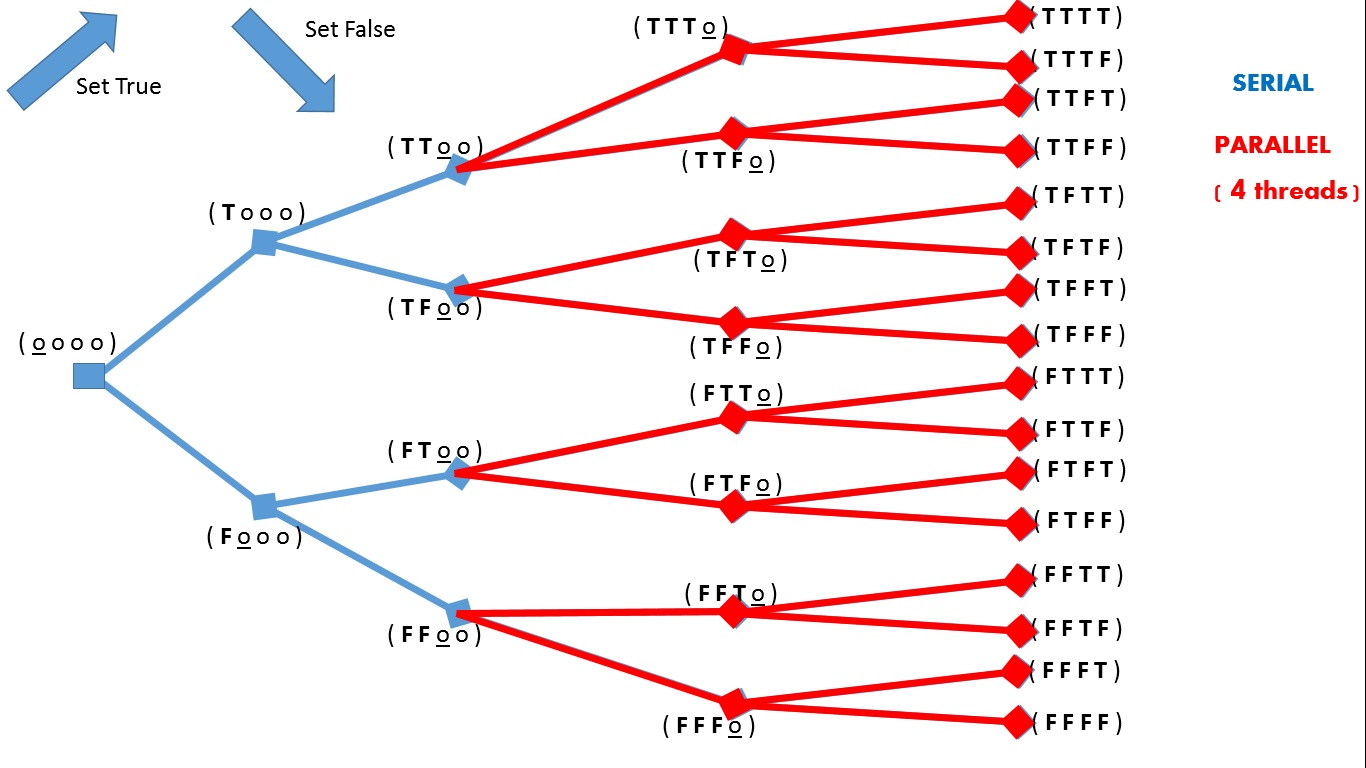 Set True
Set False
( T T T o )
( T T T T )
( T T T F )
SERIAL
( T T F T )
( T T o o )
( T T F o )
( T T F F )
PARALLEL
( 4 threads )
( T F T T )
( T o o o )
( T F T o )
( T F T F )
( T F F T )
( T F o o )
( T F F F )
( o o o o )
( T F F o )
( F T T T )
( F T T o )
( F T T F )
( F T o o )
( F T F T )
( F T F o )
( F T F F )
( F o o o )
( F F T T )
( F F T o )
( F F T F )
( F F o o )
( F F F T )
( F F F o )
( F F F F )